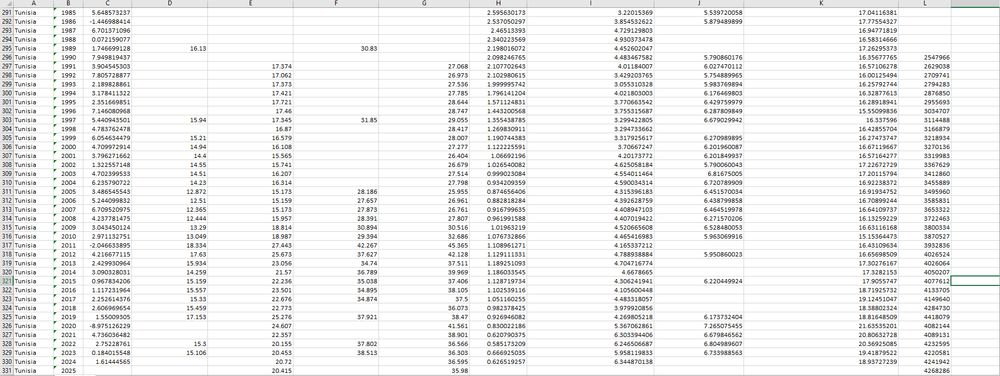 A B C D E F G H I J K L
291 Tunisia 1985 5.648573237 2.595630173 3.22015369 5.539720058 17.04116381
292 Tunisia 1986 -1.446988414 2.537050297 3.854532622 5.879489899 17.77554327
293 Tunisia 1987 6.701371096 2.46513393 4.729129803 16.94771819
294 Tunisia 1988 0.072159077 2.340223569 4.930373478 16.58314666
295 Tunisia 1989 1.746699128 16.13 30.83 2.198016072 4.452602047 17.26295373
296 Tunisia 1990 7.949819437 2.098246765 4.483467582 5.790860176 16.35677765 2547966
297 Tunisia 1991 3.904545303 17.374 27.068 2.107702643 4.01184007 6.027470112 16.57106278 2629038
298 Tunisia 1992 7.805728877 17.062 26.973 2.102980615 3.429203765 5.754889965 16.00125494 2709741
299 Tunisia 1993 2.189828861 17.373 27.536 1.999995742 3.055310328 5.983769894 16.25792744 2794283
300 Tunisia 1994 3.178411322 17.421 27.785 1.796141204 4.021803003 6.176469803 16.32877613 2876850
301 Tunisia 1995 2.351669851 17.721 28.644 1.571124831 3.770663542 6.429759979 16.28918941 2955693
302 Tunisia 1996 7.146080968 17.46 28.747 1.443200568 3.755315687 6.287809849 15.55099836 3034707
303 Tunisia 1997 5.440943501 15.94 17.345 31.85 29.055 1.355438785 3.299422805 6.679029942 16.337596 3114488
304 Tunisia 1998 4.783762478 16.87 28.417 1.269830911 3.294733662 16.42855704 3166879
305 Tunisia 1999 6.054634479 15.21 16.579 28.007 1.190744383 3.317925617 6.270989895 16.27473747 3218934
306 Tunisia 2000 4.709972914 14.94 16.108 27.277 1.122225591 3.70667247 6.201960087 16.67119667 3270136
307 Tunisia 2001 3.796271662 14.4 15.565 26.404 1.06692196 4.20173772 6.201849937 16.57164277 3319983
308 Tunisia 2002 1.322557148 14.55 15.741 26.679 1.026540082 4.625058184 5.790060043 17.22672729 3367629
309 Tunisia 2003 4.702399533 14.51 16.207 27.514 0.999023084 4.554011464 6.81675005 17.20115794 3412860
310 Tunisia 2004 6.235790722 14.23 16.314 27.798 0.934209359 4.590034314 6.720789909 16.92238372 3455889
311 Tunisia 2005 3.486545543 12.872 15.173 28.186 25.955 0.874656406 4.315396183 6.451570034 16.91934752 3495960
312 Tunisia 2006 5.244099832 12.51 15.159 27.657 26.961 0.882818284 4.392628759 6.438799858 16.70899244 3585831
313 Tunisia 2007 6.709520975 12.365 15.173 27.873 26.761 0.916799635 4.408947103 6.464519978 16.64109737 3653322
314 Tunisia 2008 4.237781475 12.444 15.957 28.391 27.807 0.961991588 4.407019422 6.271570206 16.13259229 3722463
315 Tunisia 2009 3.043450124 13.29 18.814 30.894 30.516 1.01963219 4.520665608 6.528480053 16.63116168 3800334
316 Tunisia 2010 2.971132751 13.049 18.987 29.394 32.686 1.076732866 4.465416983 5.963069916 15.15364473 3870527
317 Tunisia 2011 -2.046633895 18.334 27.443 42.267 45.365 1.108961271 4.165337212 16.43109634 3932836
318 Tunisia 2012 4.216677115 17.63 25.673 37.627 42.128 1.129111331 4.788938884 5.950860023 16.65698509 4026524
319 Tunisia 2013 2.429930964 15.934 23.056 34.74 37.511 1.189251093 4.704716774 17.30276167 4026064
320 Tunisia 2014 3.090328031 14.259 21.57 36.789 39.969 1.186033545 4.6678665 17.3282153 4050207
321 Tunisia 2015 0.967834206 15.159 22.236 35.038 37.406 1.128719734 4.306241941 6.220449924 17.9055747 4077612
322 Tunisia 2016 1.117231964 15.557 23.501 34.895 38.105 1.102539116 4.105600448 18.71925732 4133705
323 Tunisia 2017 2.252614376 15.33 22.676 34.874 37.5 1.051160255 4.483318057 19.12451047 4149640
324 Tunisia 2018 2.606969654 15.459 22.773 36.073 0.982378425 3.979920856 18.38802324 4284730
325 Tunisia 2019 1.55009305 17.153 25.276 37.921 38.47 0.926946082 4.269805218 6.173732404 18.81648509 4418079
326 Tunisia 2020 -8.975126229 24.607 41.561 0.830022186 5.367062861 7.265075455 21.63535201 4082144
327 Tunisia 2021 4.736036482 22.357 38.901 0.620790375 6.303394406 6.679846562 20.80632728 4089131
328 Tunisia 2022 2.75228761 15.3 20.155 37.802 36.566 0.585173209 6.246506687 6.804989607 20.36925085 4232595
329 Tunisia 2023 0.184015548 15.106 20.453 38.513 36.303 0.666925035 5.958119833 6.733988563 19.41879522 4220581
330 Tunisia 2024 1.61444565 20.72 36.595 0.626519257 6.344870138 18.93727239 4241942
331 Tunisia 2025 20.415 35.98 4268286